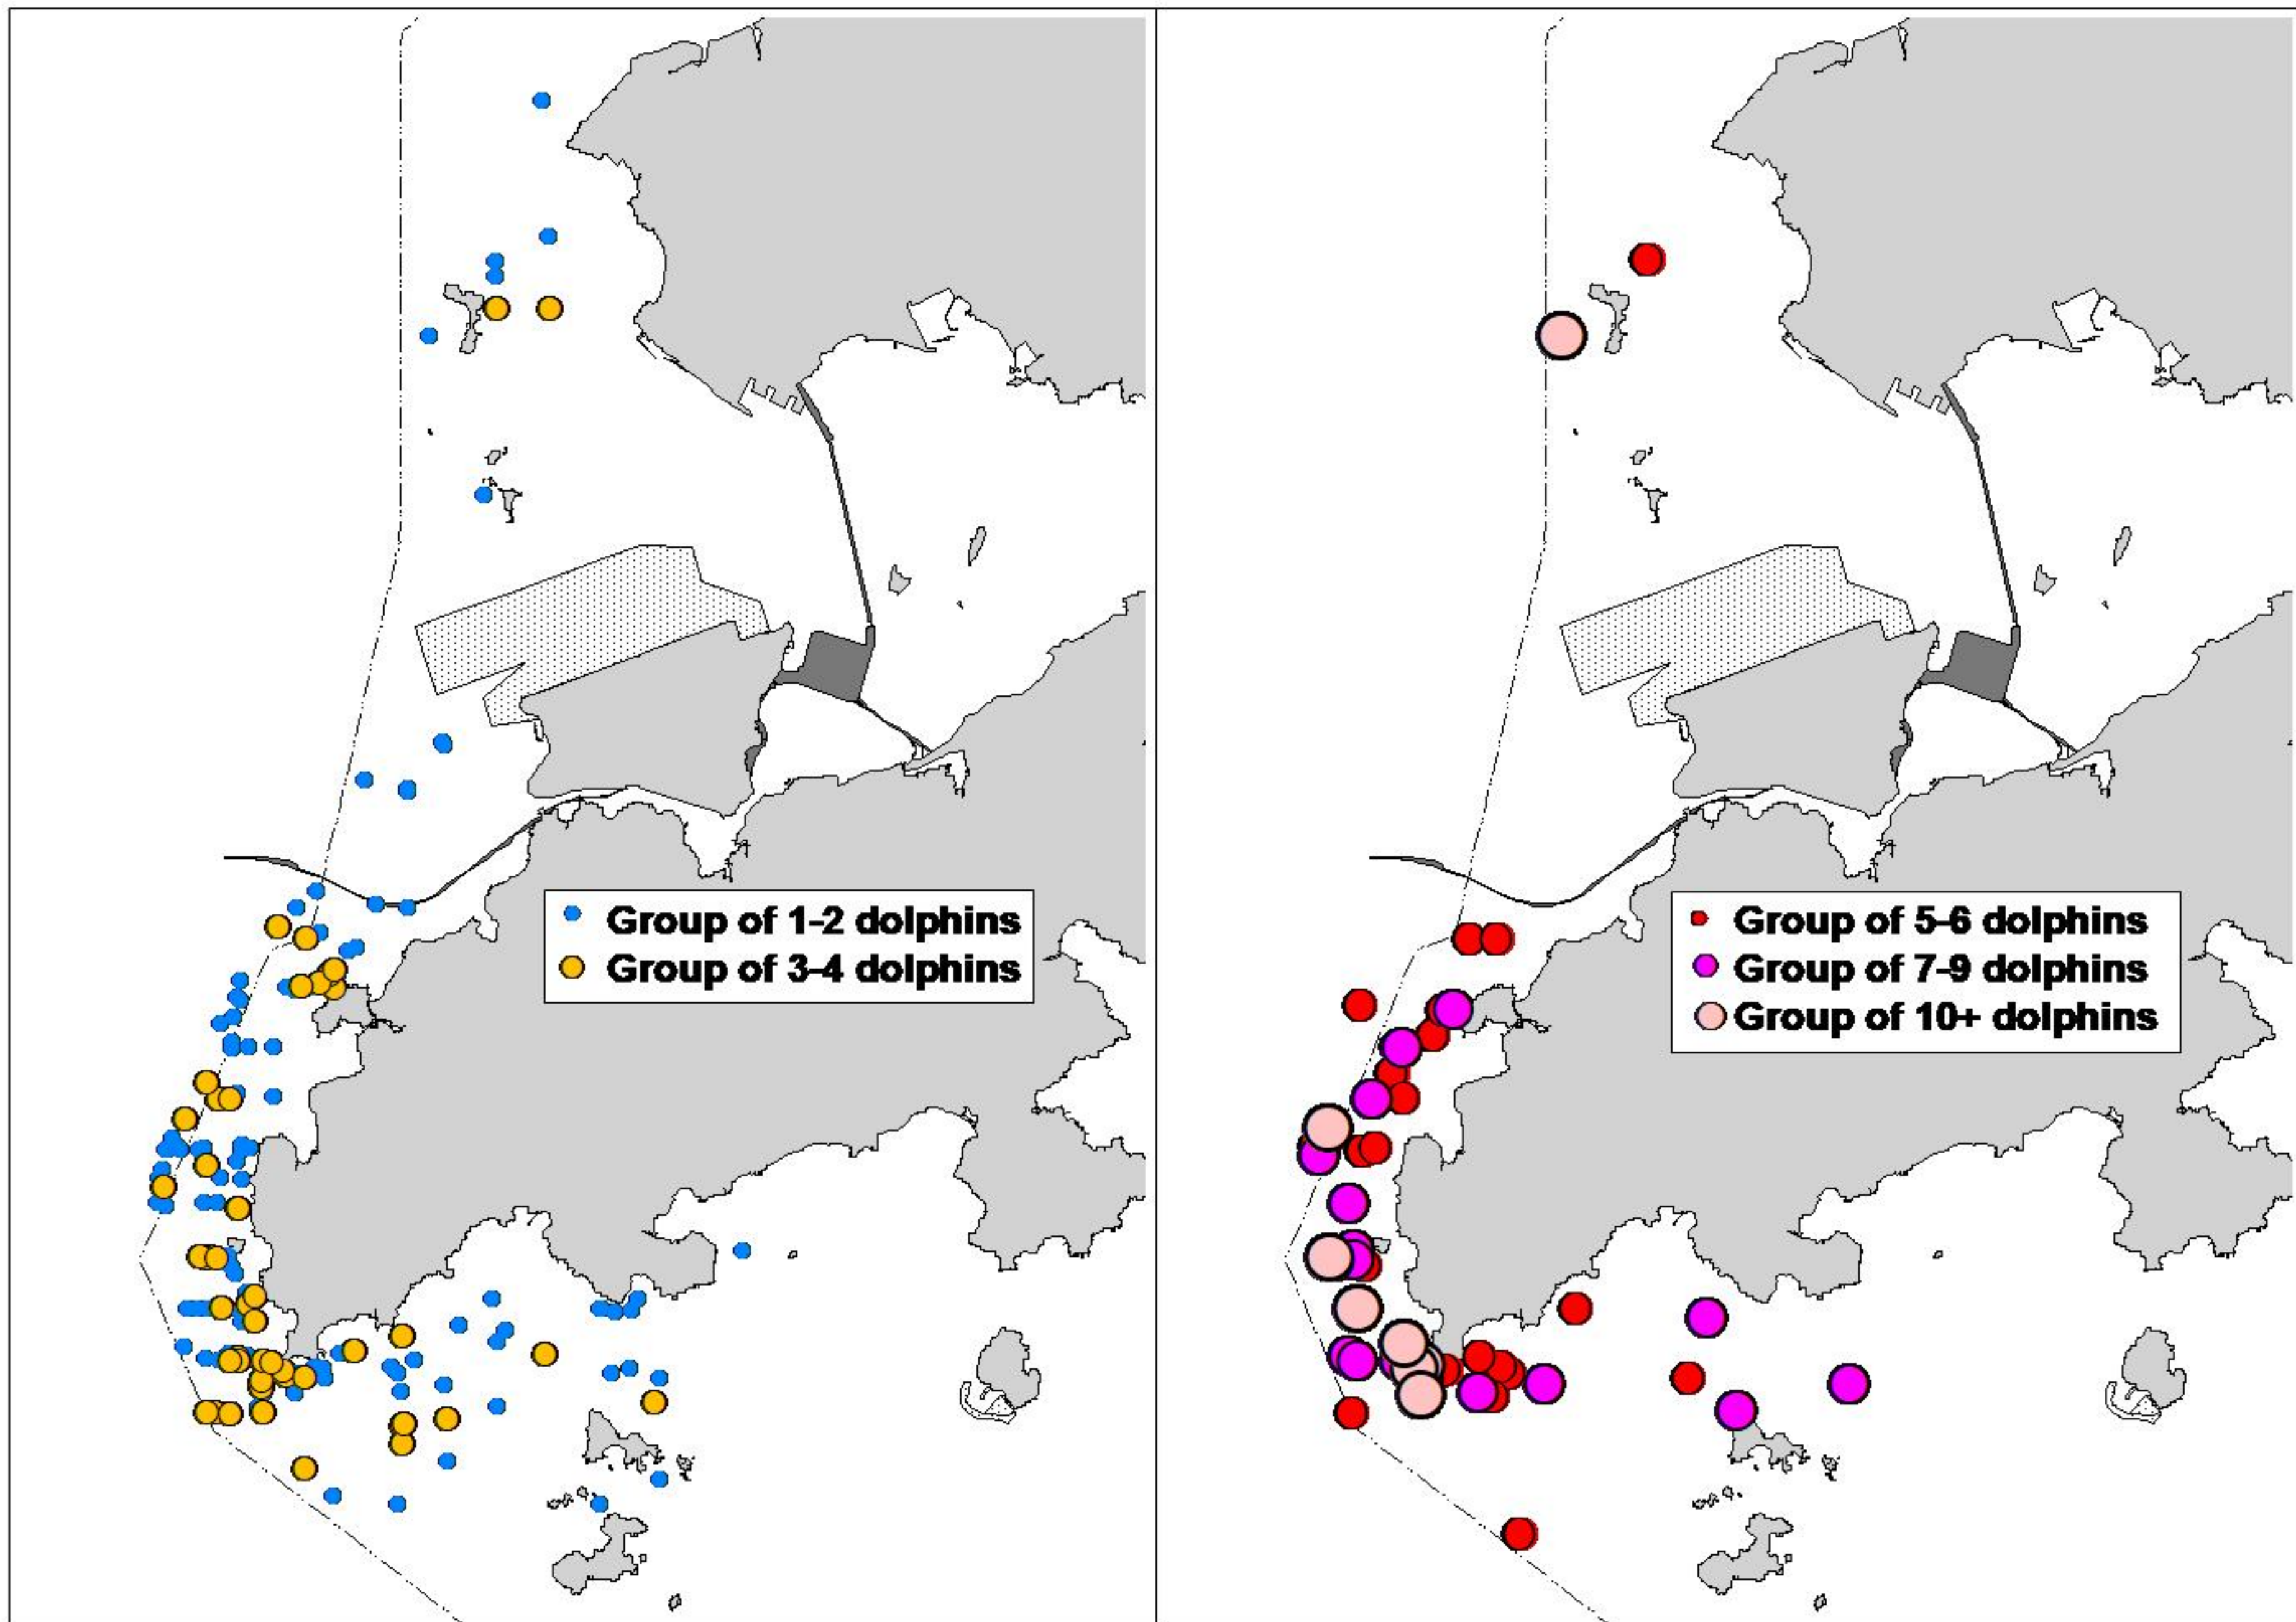 Group of 1-2 dolphins
Group of 3-4 dolphins
Group of 5-6 dolphins
Group of 7-9 dolphins
Group of 10+ dolphins